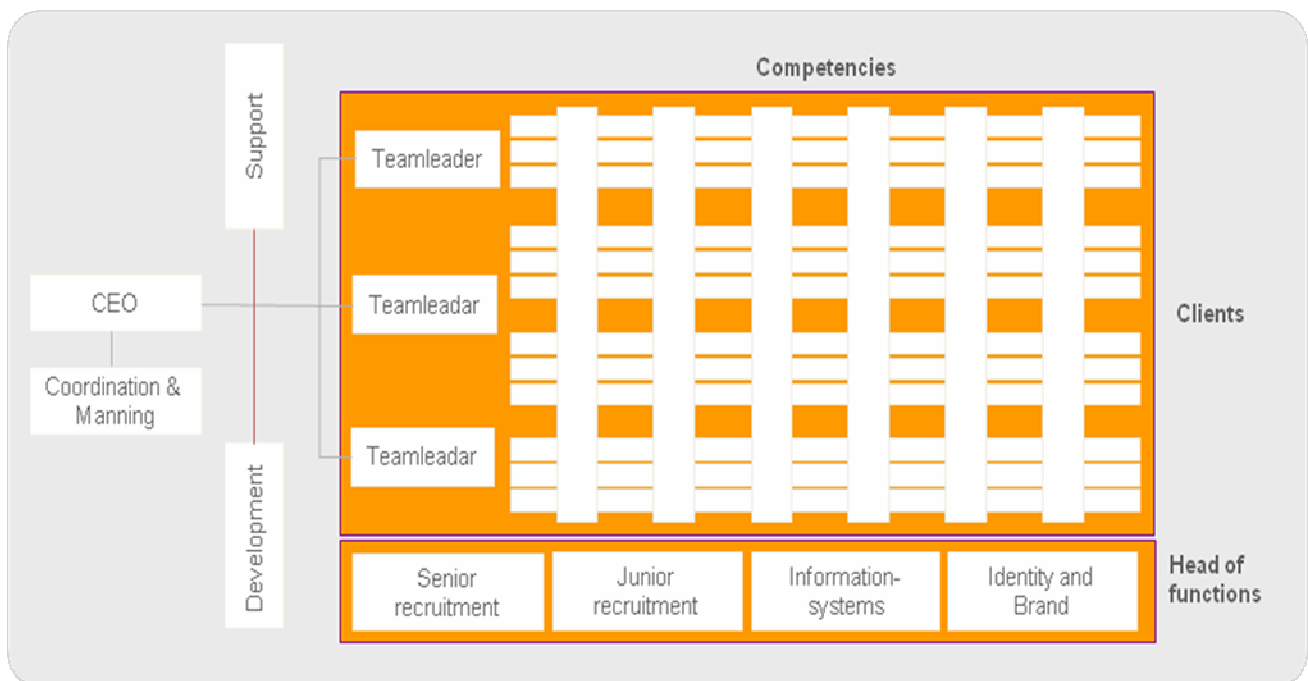 Competencies
Support
Teamleader
CEO
Teamleadar
Clients
Coordination &
Manning
Teamleadar
Development
Senior
recruitment
Junior
recruitment
Information-
systems
Identity and
Brand
Head of
functions